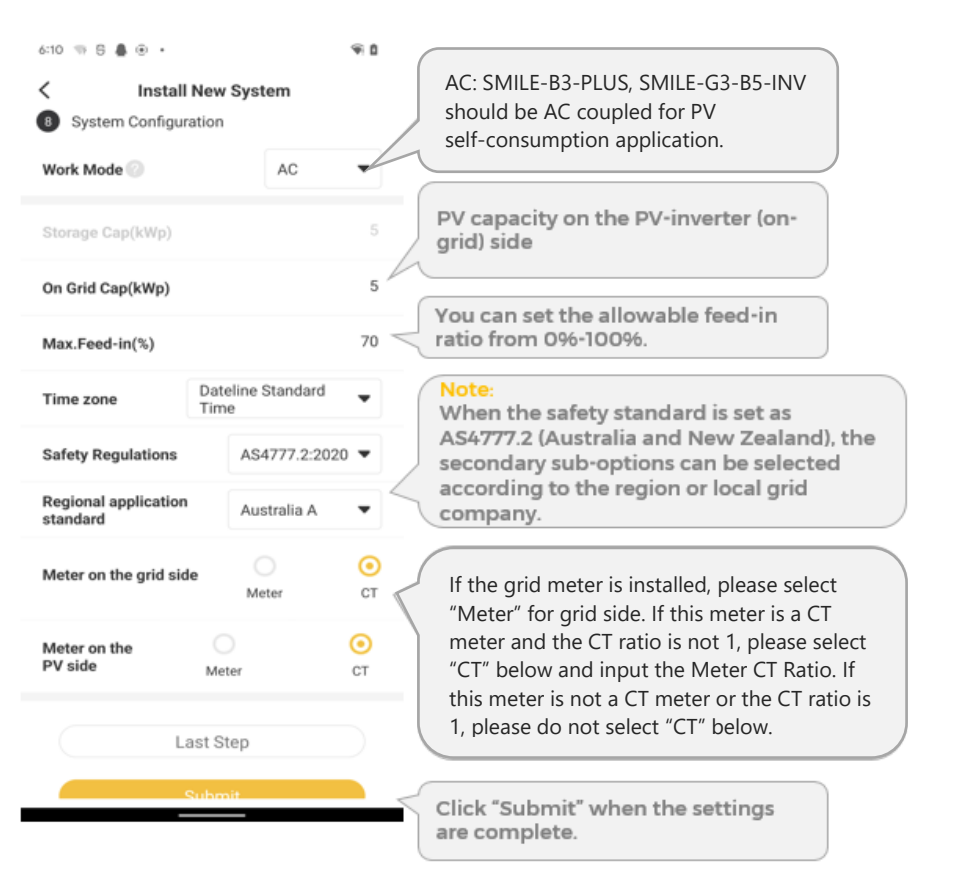 6:10
Install New System
8 System Configuration
Work Mode ? AC
Storage Cap(kWp) 5
On Grid Cap(kWp) 5
Max.Feed-in(%) 70
Time zone
Dateline Standard
Time
Safety Regulations AS4777.2:2020
Regional application
standard
Australia A
Meter on the grid side
Meter CT
Meter on the
PV side
Meter CT
Last Step
Submit
AC: SMILE-B3-PLUS, SMILE-G3-B5-INV
should be AC coupled for PV
self-consumption application.
PV capacity on the PV-inverter (on-
grid) side
You can set the allowable feed-in
ratio from 0%-100%.
Note:
When the safety standard is set as
AS4777.2 (Australia and New Zealand), the
secondary sub-options can be selected
according to the region or local grid
company.
If the grid meter is installed, please select
“Meter” for grid side. If this meter is a CT
meter and the CT ratio is not 1, please select
“CT” below and input the Meter CT Ratio. If
this meter is not a CT meter or the CT ratio is
1, please do not select “CT” below.
Click “Submit” when the settings
are complete.